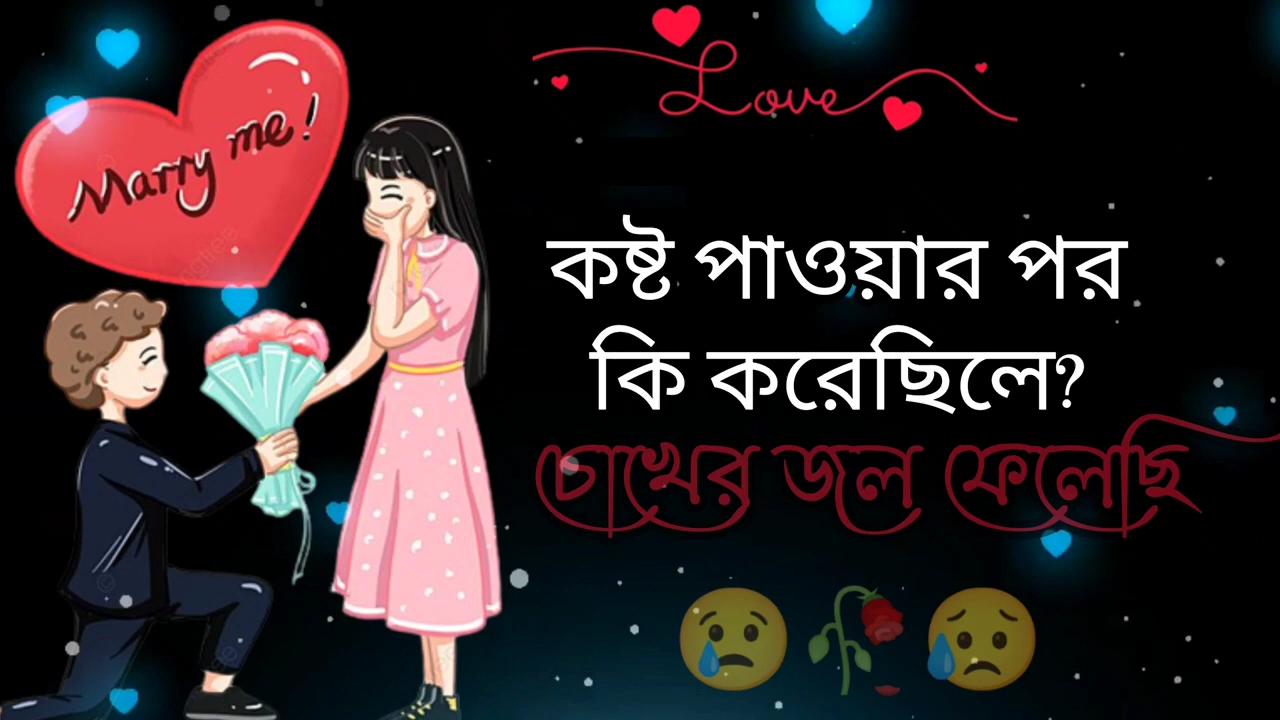 Marry me!
Love
কষ্ট পাওয়ার পর
কি করেছিলে?
চোখের জল ফেলেছি